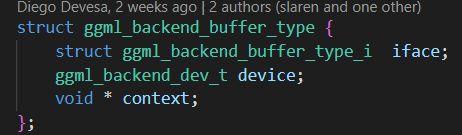 Diego Devesa, 2 weeks ago | 2 authors (slaren and one other)
struct ggml_backend_buffer_type {
    struct ggml_backend_buffer_type_i  iface;
    ggml_backend_dev_t device;
    void * context;
};